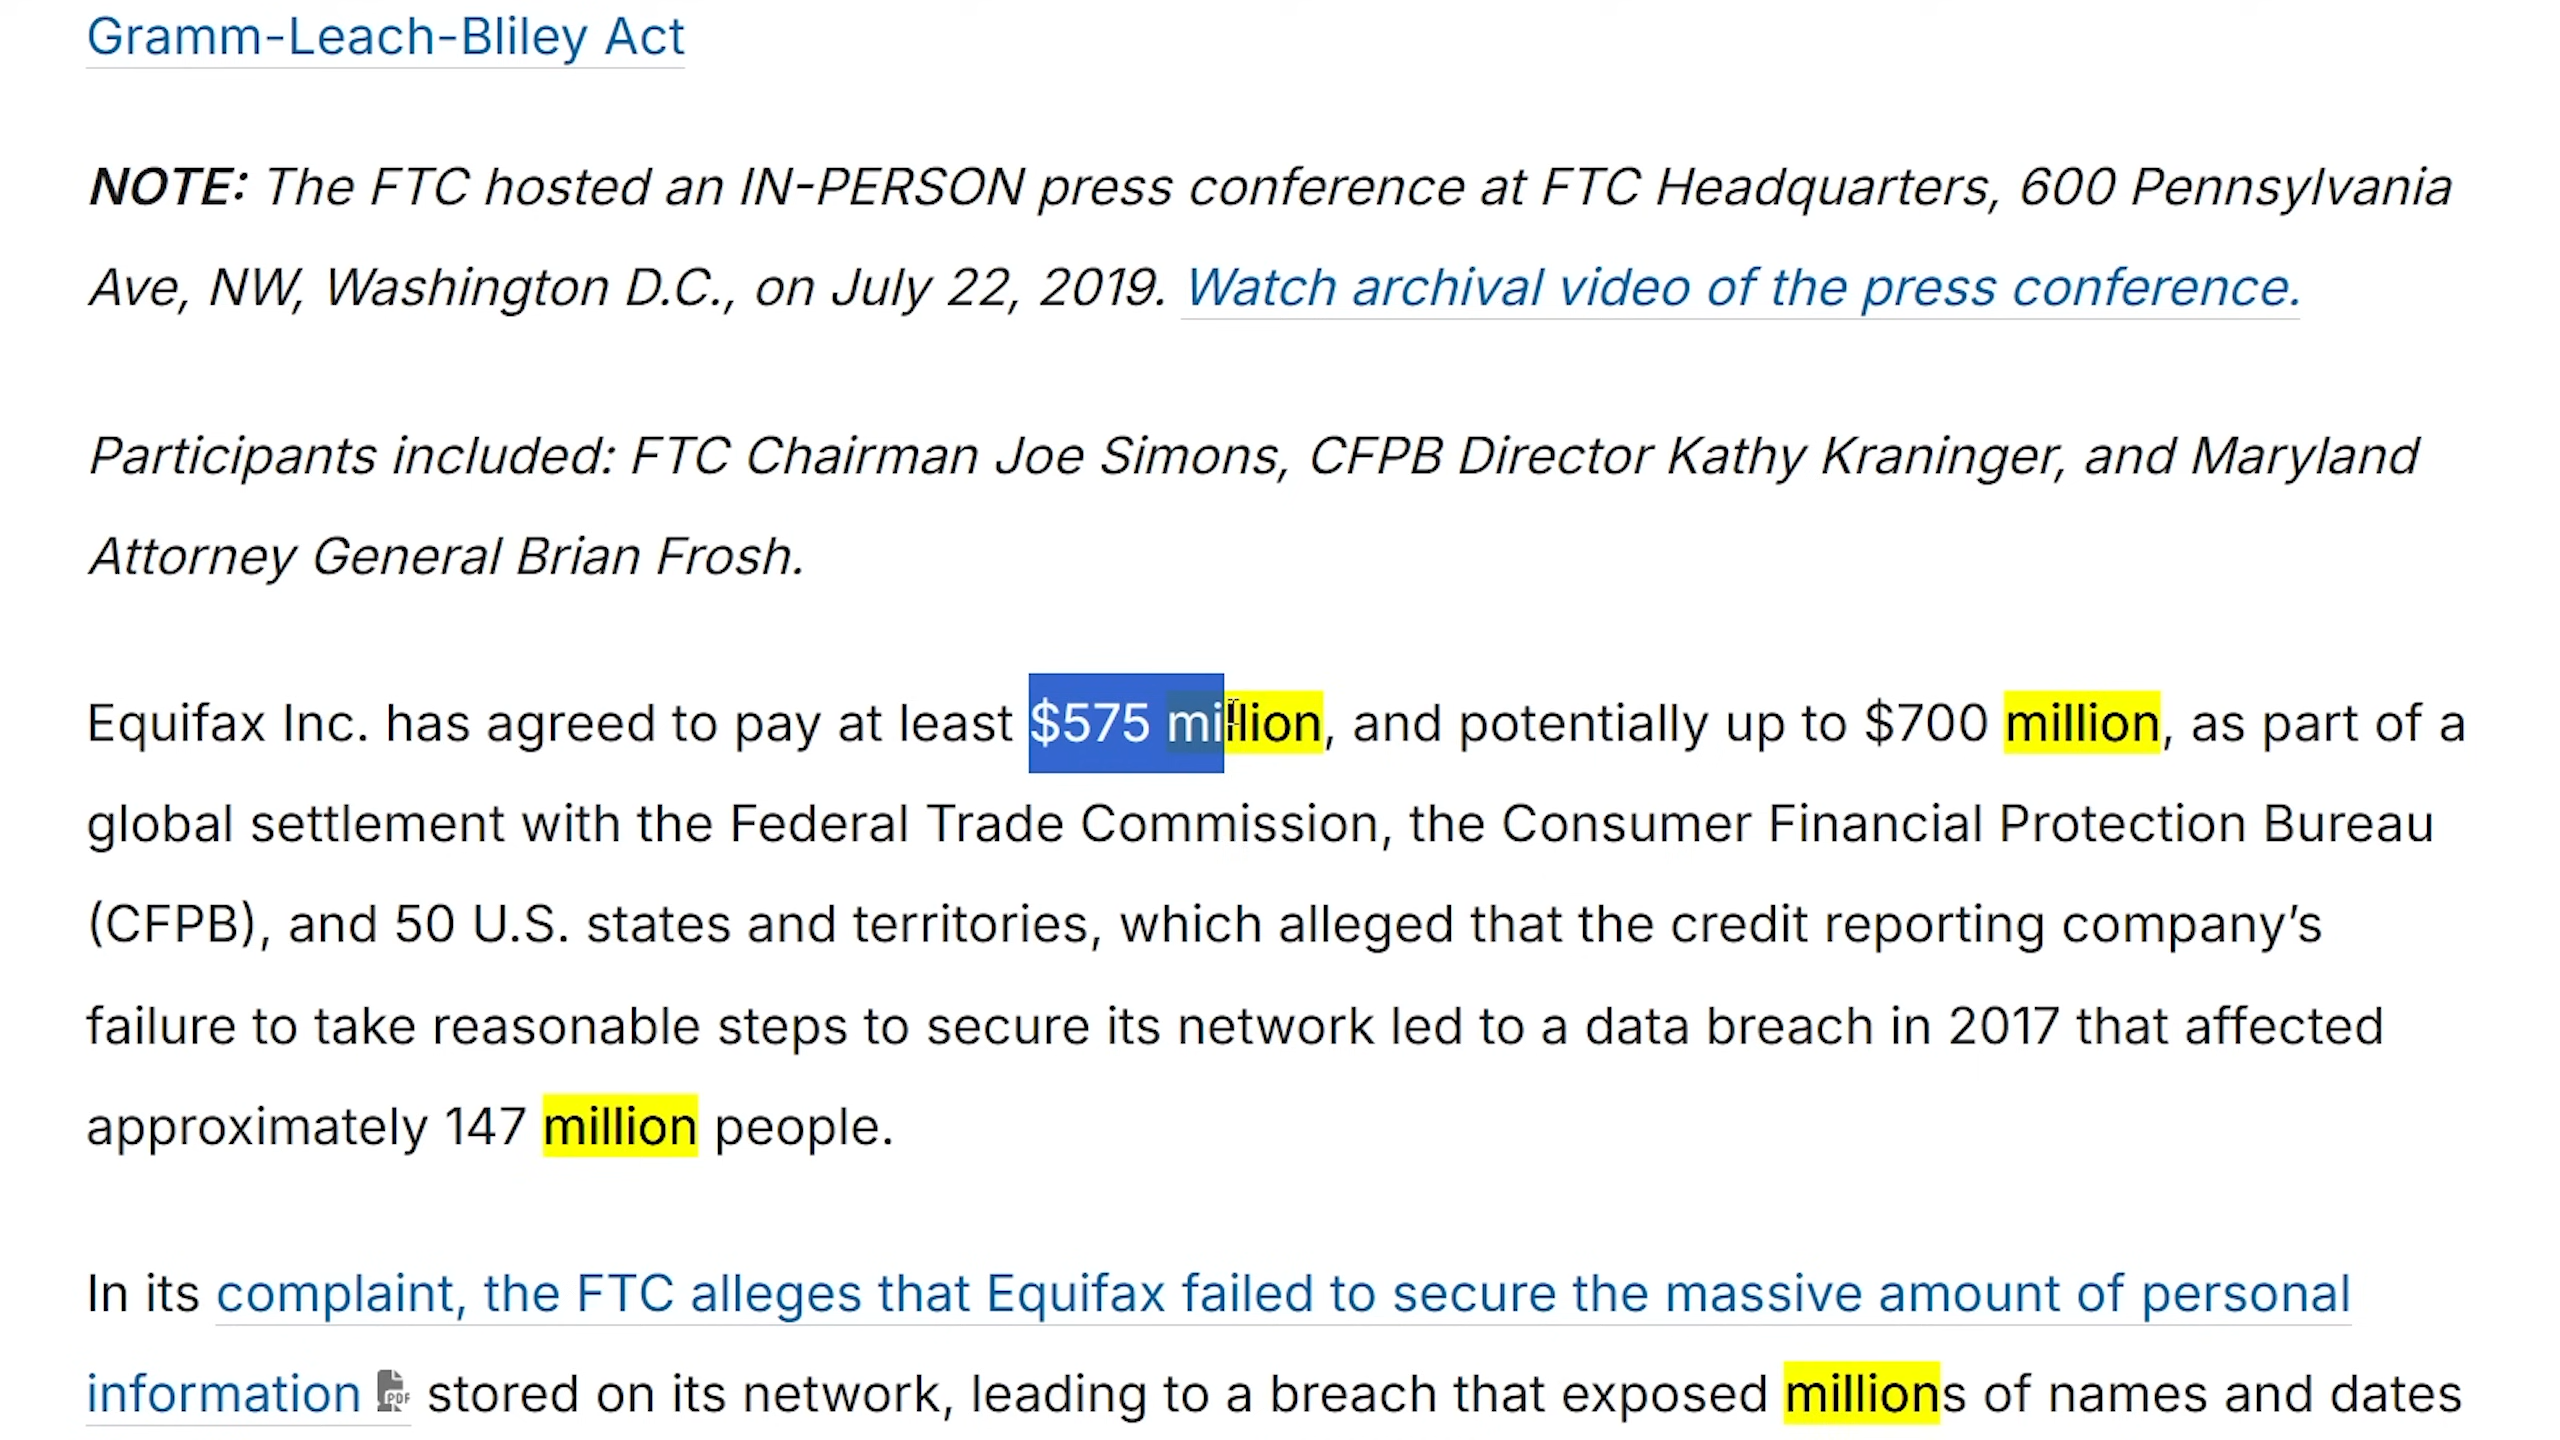 Gramm-Leach-Bliley Act
NOTE: The FTC hosted an IN-PERSON press conference at FTC Headquarters, 600 Pennsylvania
Ave, NW, Washington D.C., on July 22, 2019. Watch archival video of the press conference.
Participants included: FTC Chairman Joe Simons, CFPB Director Kathy Kraninger, and Maryland
Attorney General Brian Frosh.
Equifax Inc. has agreed to pay at least $575 million, and potentially up to $700 million, as part of a
global settlement with the Federal Trade Commission, the Consumer Financial Protection Bureau
(CFPB), and 50 U.S. states and territories, which alleged that the credit reporting company’s
failure to take reasonable steps to secure its network led to a data breach in 2017 that affected
approximately 147 million people.
In its complaint, the FTC alleges that Equifax failed to secure the massive amount of personal
information PDF stored on its network, leading to a breach that exposed millions of names and dates